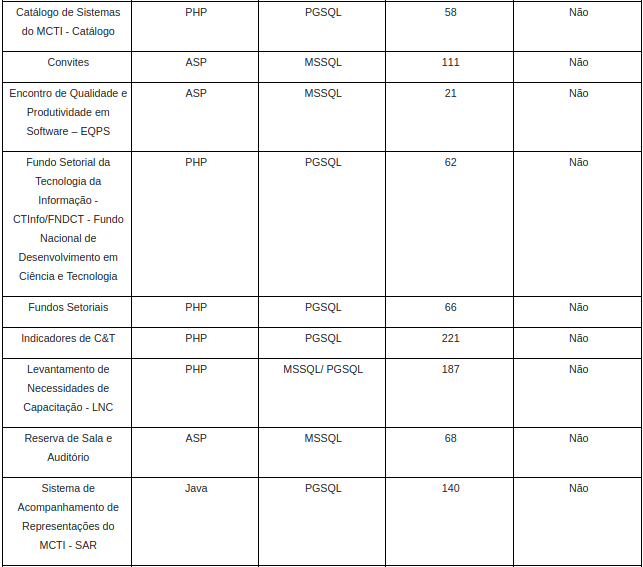 Catálogo de Sistemas PHP PGSQL 58 Não
do MCTI - Catálogo
Convites ASP MSSQL 111 Não
Encontro de Qualidade e ASP MSSQL 21 Não
Produtividade em
Software – EQPS
Fundo Setorial da PHP PGSQL 62 Não
Tecnologia da
Informação -
CTInfo/FNDCT - Fundo
Nacional de
Desenvolvimento em
Ciência e Tecnologia
Fundos Setoriais PHP PGSQL 66 Não
Indicadores de C&T PHP PGSQL 221 Não
Levantamento de PHP MSSQL/ PGSQL 187 Não
Necessidades de
Capacitação - LNC
Reserva de Sala e ASP MSSQL 68 Não
Auditório
Sistema de Java PGSQL 140 Não
Acompanhamento de
Representações do
MCTI - SAR